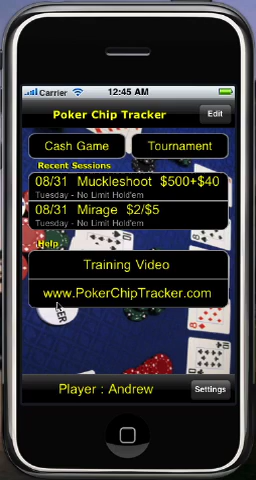 Carrier 12:45 AM
Poker Chip Tracker Edit
Cash Game Tournament
Recent Sessions
08/31 Muckleshoot $500+$40
Tuesday - No Limit Hold'em
08/31 Mirage $2/$5
Tuesday - No Limit Hold'em
Help
Training Video
www.PokerChipTracker.com
Player : Andrew Settings